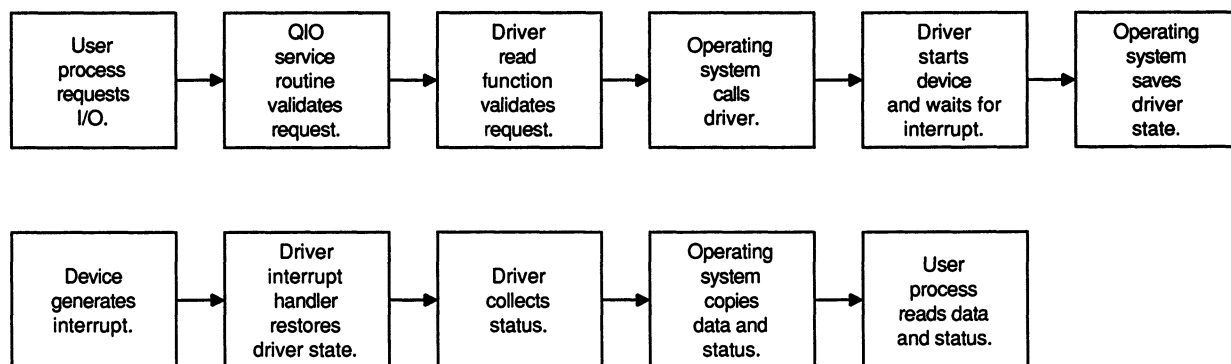 User
process
requests
I/O.
QIO
service
routine
validates
request.
Driver
read
function
validates
request.
Operating
system
calls
driver.
Driver
starts
device
and waits for
interrupt.
Operating
system
saves
driver
state.
Device
generates
interrupt.
Driver
interrupt
handler
restores
driver state.
Driver
collects
status.
Operating
system
copies
data and
status.
User
process
reads data
and status.